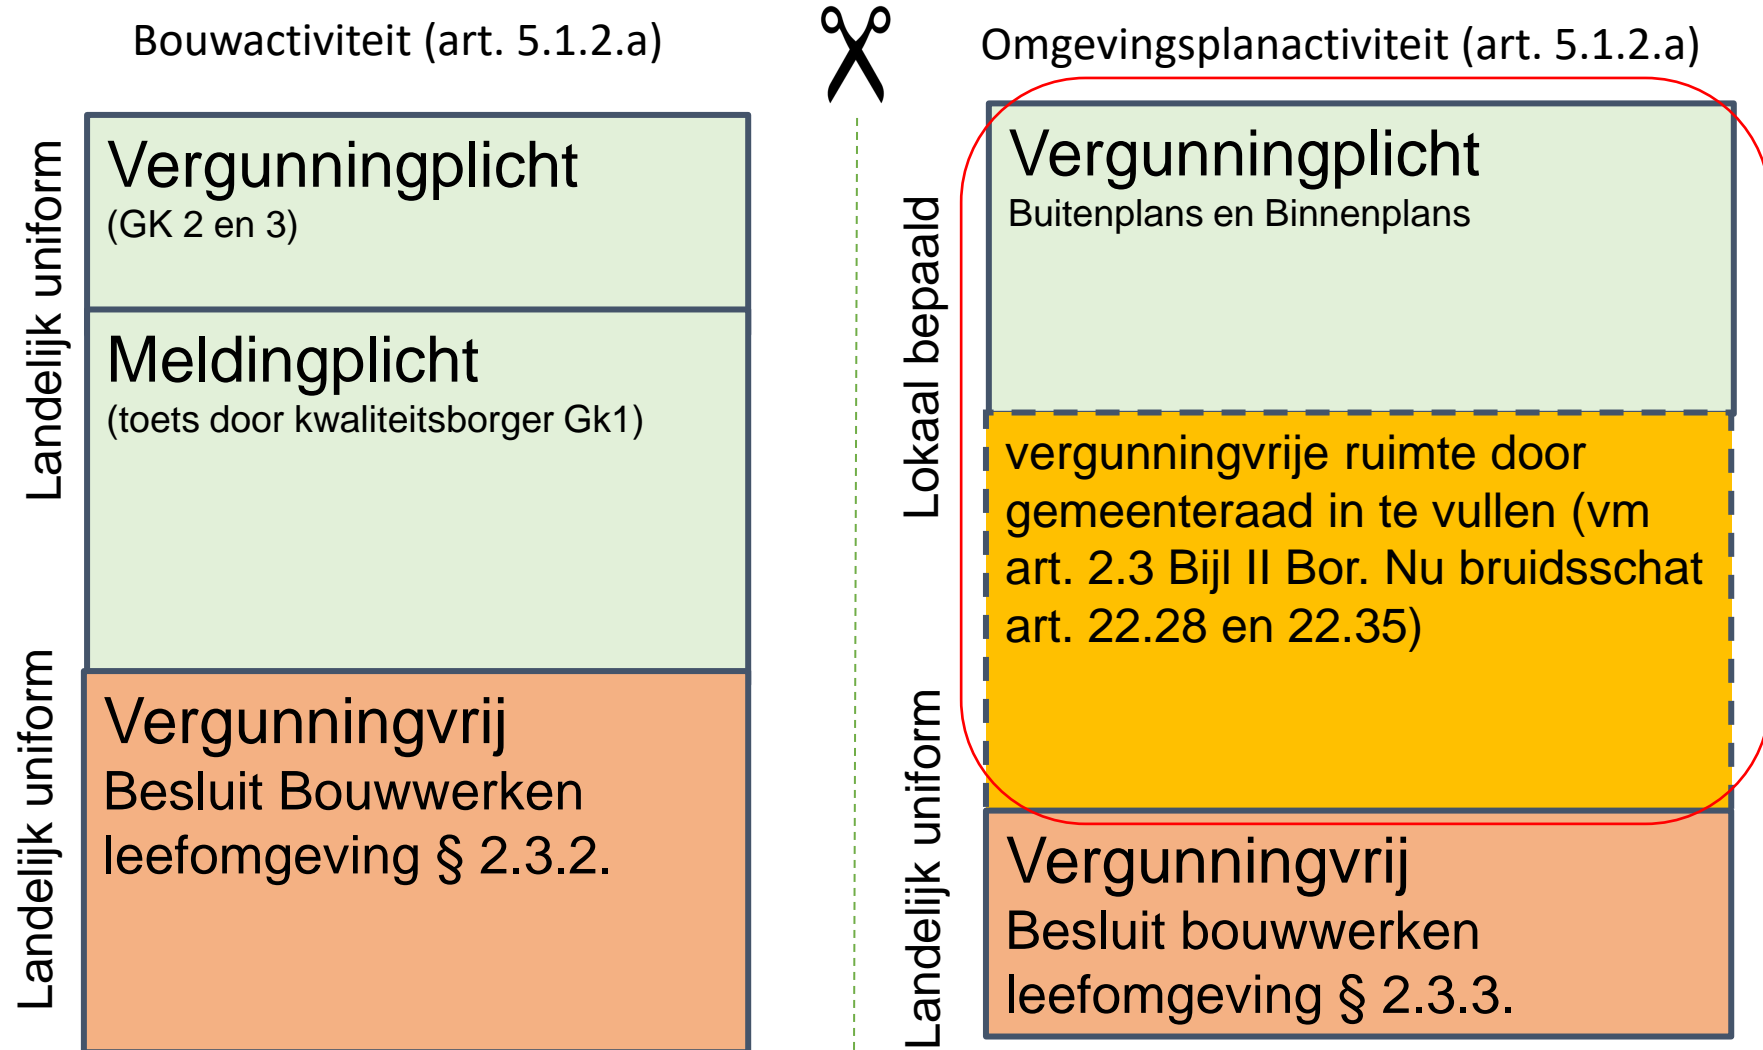 Bouwactiviteit (art. 5.1.2.a)
Landelijk uniform
Vergunningplicht
(GK 2 en 3)
Meldingplicht
(toets door kwaliteitsborger Gk1)
Landelijk uniform
Vergunningvrij
Besluit Bouwwerken
leefomgeving § 2.3.2.
Omgevingsplanactiviteit (art. 5.1.2.a)
Lokaal bepaald
Vergunningplicht
Buitenplans en Binnenplans
vergunningvrije ruimte door
gemeenteraad in te vullen (vm
art. 2.3 Bijl II Bor. Nu bruidsschat
art. 22.28 en 22.35)
Landelijk uniform
Vergunningvrij
Besluit bouwwerken
leefomgeving § 2.3.3.